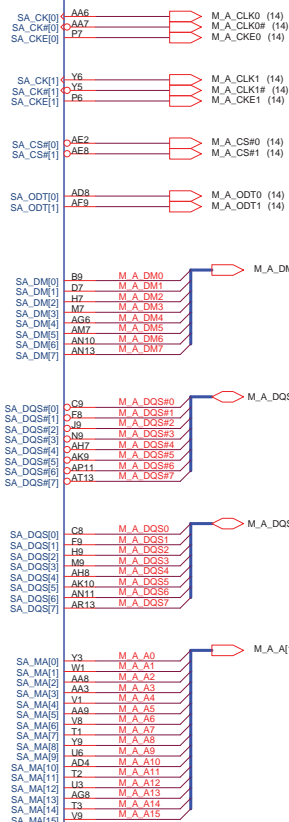 SA_CK[0] AA6 M_A_CLK0 (14)
SA_CK#[0] AA7 M_A_CLK0# (14)
SA_CKE[0] P7 M_A_CKE0 (14)
SA_CK[1] Y6 M_A_CLK1 (14)
SA_CK#[1] Y5 M_A_CLK1# (14)
SA_CKE[1] P6 M_A_CKE1 (14)
SA_CS#[0] AE2 M_A_CS#0 (14)
SA_CS#[1] AE8 M_A_CS#1 (14)
SA_ODT[0] AD8 M_A_ODT0 (14)
SA_ODT[1] AF9 M_A_ODT1 (14)
M_A_DM
SA_DM[0] B9 M_A_DM0
SA_DM[1] D7 M_A_DM1
SA_DM[2] H7 M_A_DM2
SA_DM[3] M7 M_A_DM3
SA_DM[4] AG6 M_A_DM4
SA_DM[5] AM7 M_A_DM5
SA_DM[6] AN10 M_A_DM6
SA_DM[7] AN13 M_A_DM7
M_A_DQS
SA_DQS#[0] C9 M_A_DQS#0
SA_DQS#[1] F8 M_A_DQS#1
SA_DQS#[2] J9 M_A_DQS#2
SA_DQS#[3] N9 M_A_DQS#3
SA_DQS#[4] AH7 M_A_DQS#4
SA_DQS#[5] AK9 M_A_DQS#5
SA_DQS#[6] AP11 M_A_DQS#6
SA_DQS#[7] AT13 M_A_DQS#7
M_A_DQS
SA_DQS[0] C8 M_A_DQS0
SA_DQS[1] F9 M_A_DQS1
SA_DQS[2] H9 M_A_DQS2
SA_DQS[3] M9 M_A_DQS3
SA_DQS[4] AH8 M_A_DQS4
SA_DQS[5] AK10 M_A_DQS5
SA_DQS[6] AN11 M_A_DQS6
SA_DQS[7] AR13 M_A_DQS7
M_A_A[
SA_MA[0] Y3 M_A_A0
SA_MA[1] W1 M_A_A1
SA_MA[2] AA8 M_A_A2
SA_MA[3] AA3 M_A_A3
SA_MA[4] V1 M_A_A4
SA_MA[5] AA9 M_A_A5
SA_MA[6] V8 M_A_A6
SA_MA[7] T1 M_A_A7
SA_MA[8] Y9 M_A_A8
SA_MA[9] U6 M_A_A9
SA_MA[10] AD4 M_A_A10
SA_MA[11] T2 M_A_A11
SA_MA[12] U3 M_A_A12
SA_MA[13] AG8 M_A_A13
SA_MA[14] T3 M_A_A14
SA_MA[15] V9 M_A_A15